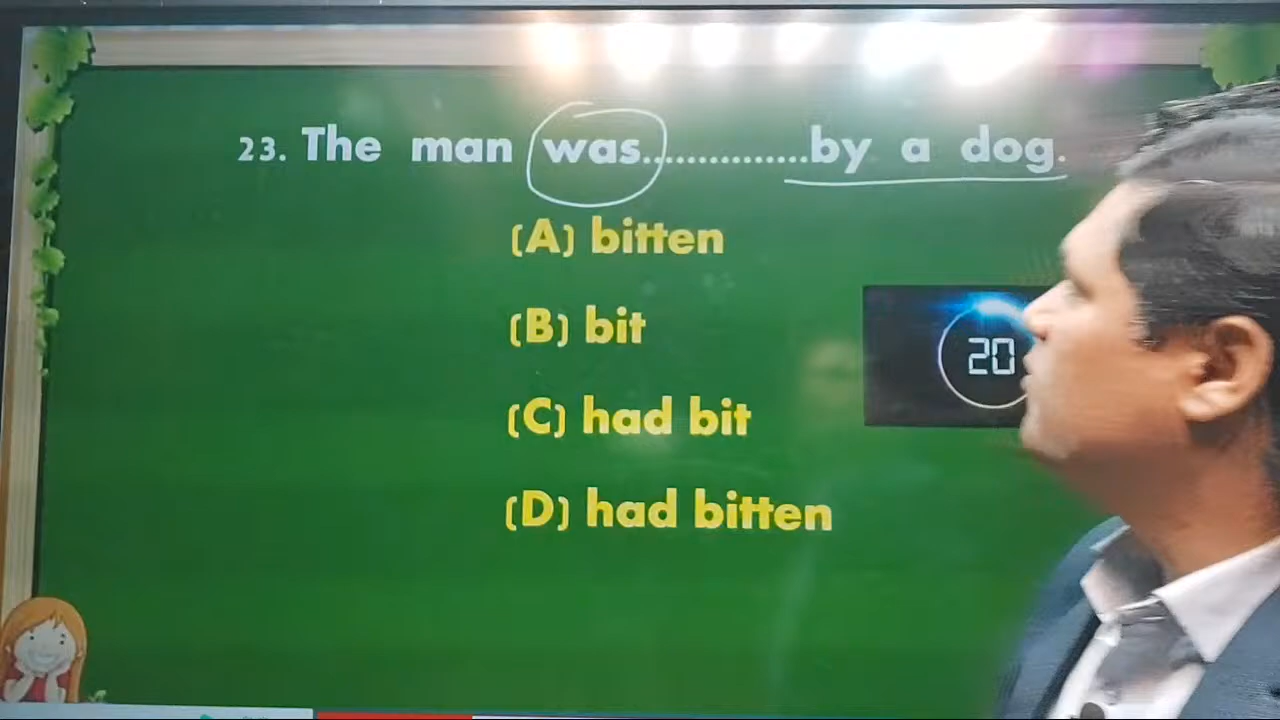 23. The man was...............by a dog.
(A) bitten
(B) bit
(C) had bit
(D) had bitten
20